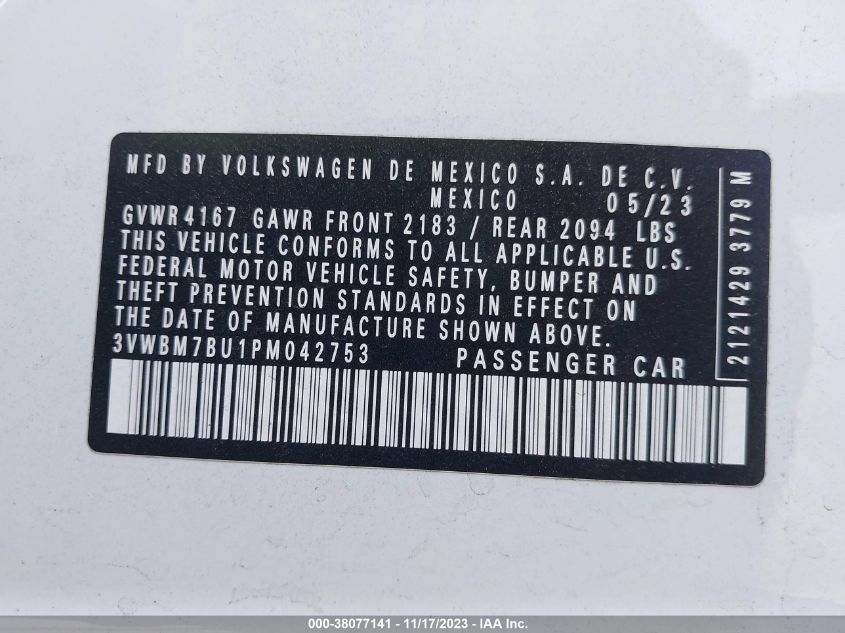 MFD BY VOLKSWAGEN DE MEXICO S.A. DE C.V.
MEXICO 05/23
GVWR 4167 GAWR FRONT 2183 / REAR 2094 LBS
THIS VEHICLE CONFORMS TO ALL APPLICABLE U.S.
FEDERAL MOTOR VEHICLE SAFETY, BUMPER AND
THEFT PREVENTION STANDARDS IN EFFECT ON
THE DATE OF MANUFACTURE SHOWN ABOVE.
3VWBM7BU1PM042753 PASSENGER CAR
2121429 3779 M
000-38077141 - 11/17/2023 - IAA Inc.